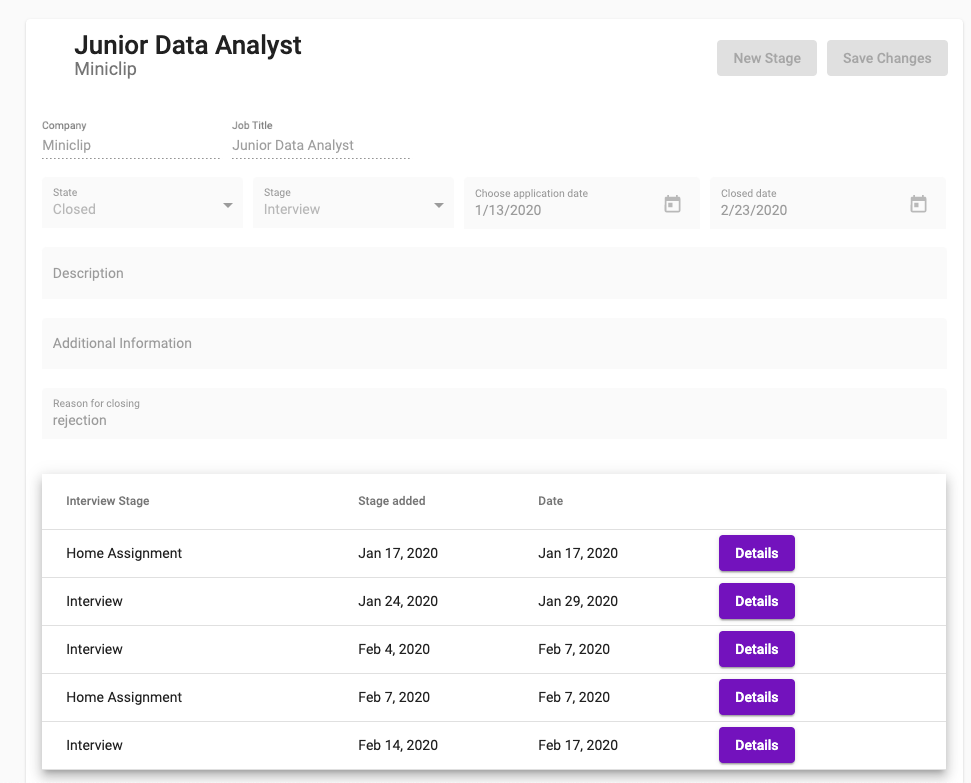 Junior Data Analyst
Miniclip
New Stage
Save Changes
Company
Job Title
Miniclip
Junior Data Analyst
State
Closed
Stage
Interview
Choose application date
1/13/2020
Closed date
2/23/2020
Description
Additional Information
Reason for closing
rejection
Interview Stage Stage added Date
Home Assignment Jan 17, 2020 Jan 17, 2020 Details
Interview Jan 24, 2020 Jan 29, 2020 Details
Interview Feb 4, 2020 Feb 7, 2020 Details
Home Assignment Feb 7, 2020 Feb 7, 2020 Details
Interview Feb 14, 2020 Feb 17, 2020 Details